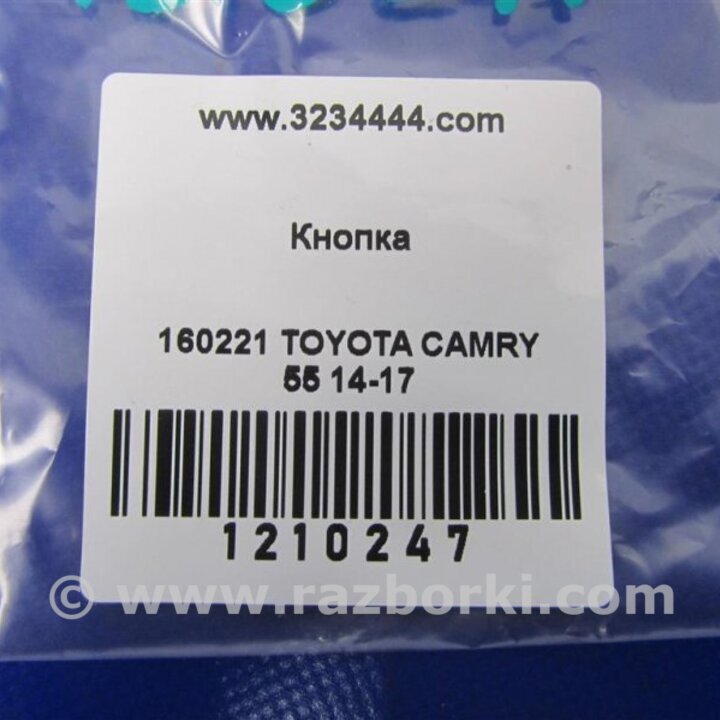 www.3234444.com
Кнопка
160221 TOYOTA CAMRY
55 14-17
1210247
© www.razborki.com